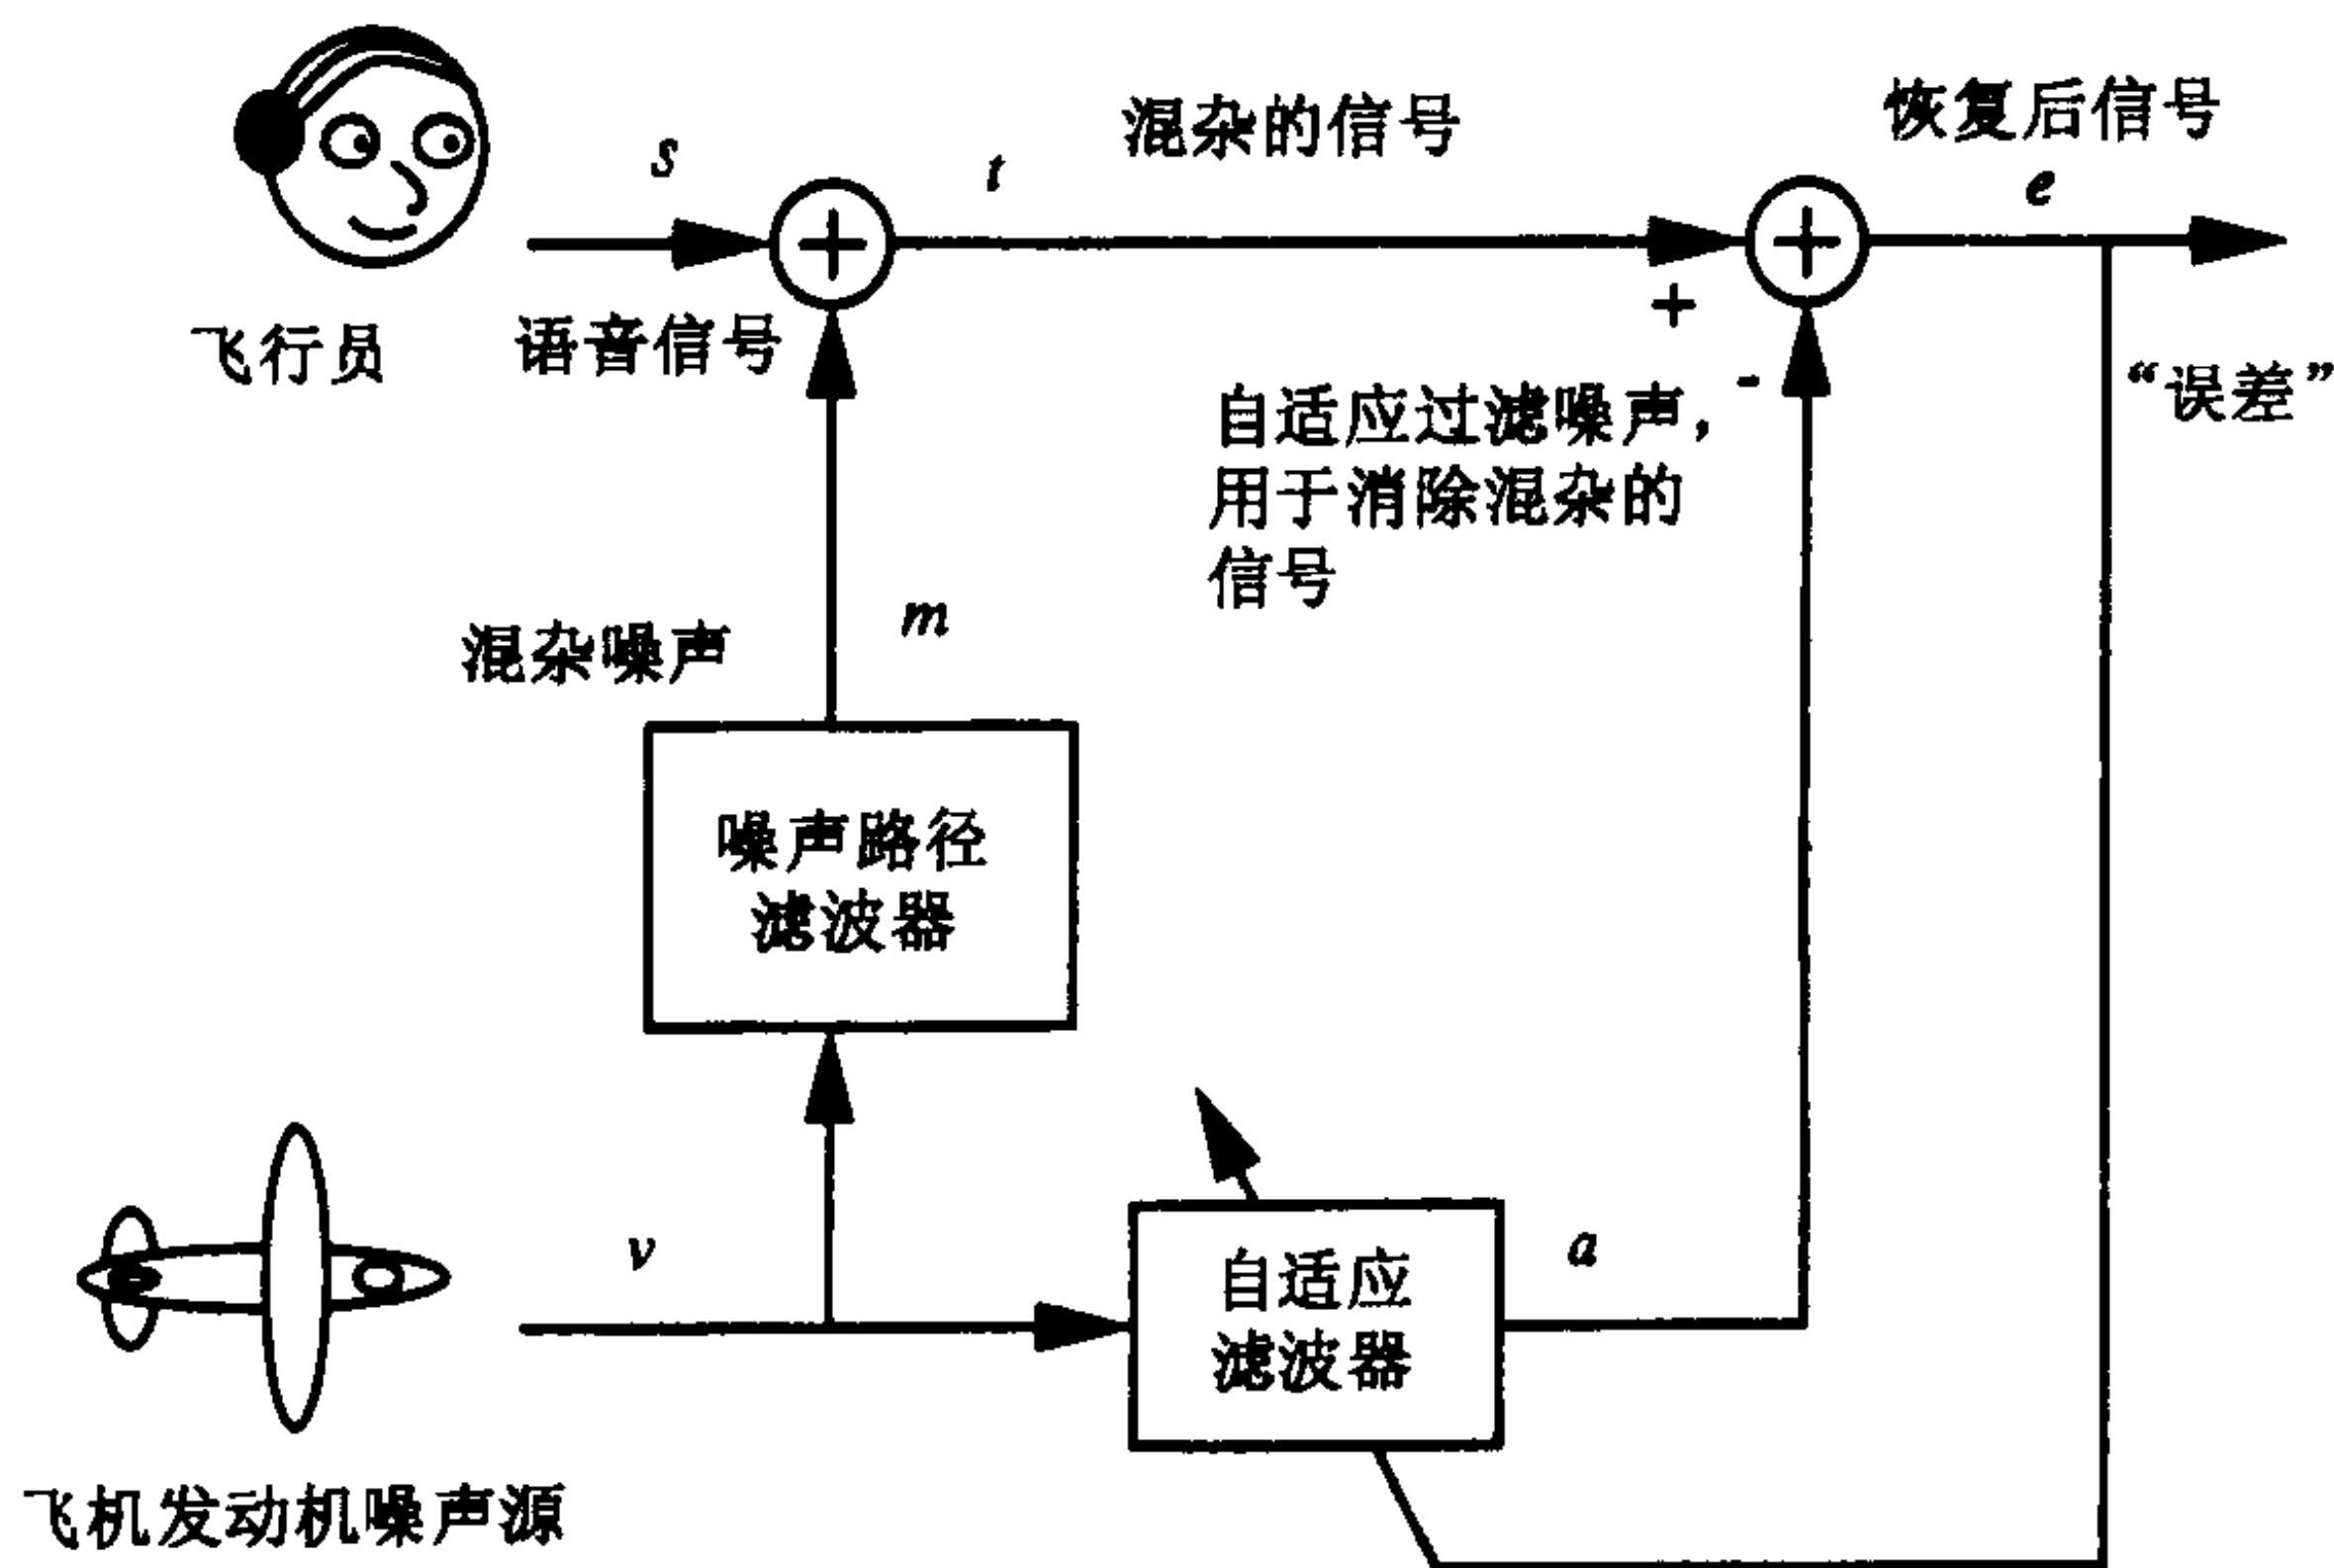 混杂的信号
恢复后信号
s
t
e
+
+
飞行员
语音信号
+
-
“误差”
自适应过滤噪声，
用于消除混杂的
信号
混杂噪声
m
噪声路径
滤波器
v
自适应
滤波器
a
飞机发动机噪声源